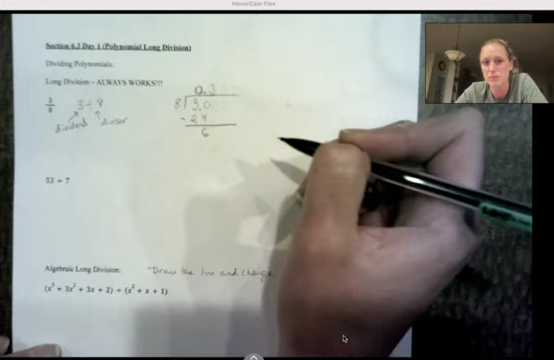 HoverCam Flex
Section 6.3 Day 1 (Polynomial Long Division)
Dividing Polynomials:
Long Division – ALWAYS WORKS!!!
3/8 3 ÷ 8
dividend divisor
0.3
8 3.0
- 2 4
6
53 ÷ 7
Algebraic Long Division: *Draw the line and change
(x³ + 3x² + 3x + 2) ÷ (x² + x + 1)